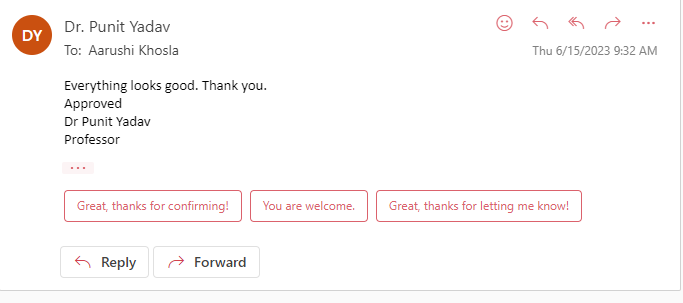 DY
Dr. Punit Yadav
To: Aarushi Khosla
Thu 6/15/2023 9:32 AM
Everything looks good. Thank you.
Approved
Dr Punit Yadav
Professor
...
Great, thanks for confirming!
You are welcome.
Great, thanks for letting me know!
Reply
Forward